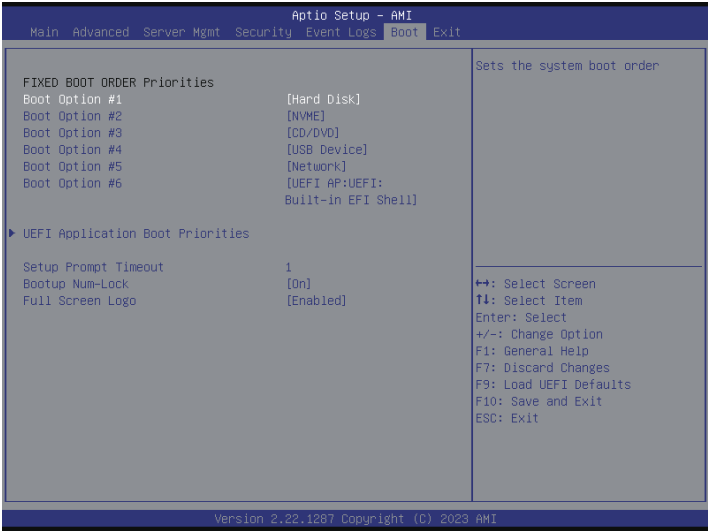 Aptio Setup – AMI
Main Advanced Server Mgmt Security Event Logs Boot Exit
FIXED BOOT ORDER Priorities
Boot Option #1 [Hard Disk]
Boot Option #2 [NVME]
Boot Option #3 [CD/DVD]
Boot Option #4 [USB Device]
Boot Option #5 [Network]
Boot Option #6 [UEFI AP:UEFI:
Built-in EFI Shell]
UEFI Application Boot Priorities
Setup Prompt Timeout 1
Bootup Num-Lock [On]
Full Screen Logo [Enabled]
Sets the system boot order
↔: Select Screen
↑↓: Select Item
Enter: Select
+/-: Change Option
F1: General Help
F7: Discard Changes
F9: Load UEFI Defaults
F10: Save and Exit
ESC: Exit
Version 2.22.1287 Copyright (C) 2023 AMI